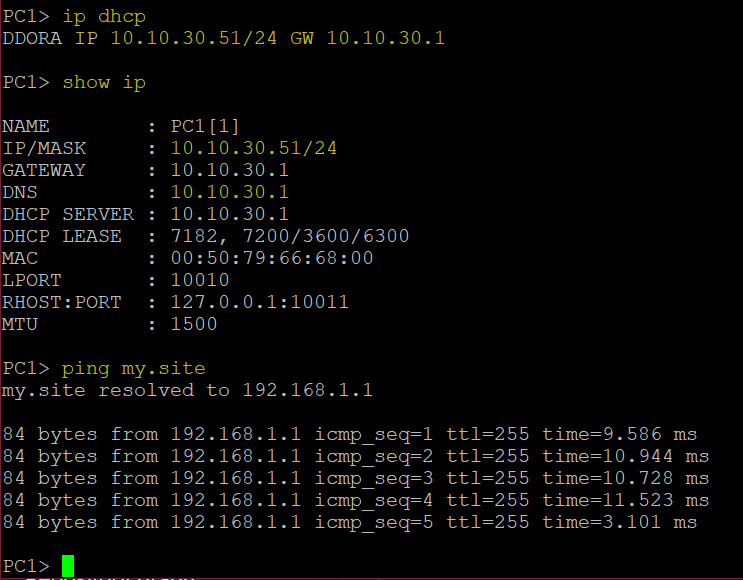 PC1> ip dhcp
DDORA IP 10.10.30.51/24 GW 10.10.30.1
PC1> show ip
NAME        : PC1[1]
IP/MASK     : 10.10.30.51/24
GATEWAY     : 10.10.30.1
DNS         : 10.10.30.1
DHCP SERVER : 10.10.30.1
DHCP LEASE  : 7182, 7200/3600/6300
MAC         : 00:50:79:66:68:00
LPORT       : 10010
RHOST:PORT  : 127.0.0.1:10011
MTU         : 1500
PC1> ping my.site
my.site resolved to 192.168.1.1
84 bytes from 192.168.1.1 icmp_seq=1 ttl=255 time=9.586 ms
84 bytes from 192.168.1.1 icmp_seq=2 ttl=255 time=10.944 ms
84 bytes from 192.168.1.1 icmp_seq=3 ttl=255 time=10.728 ms
84 bytes from 192.168.1.1 icmp_seq=4 ttl=255 time=11.523 ms
84 bytes from 192.168.1.1 icmp_seq=5 ttl=255 time=3.101 ms
PC1>